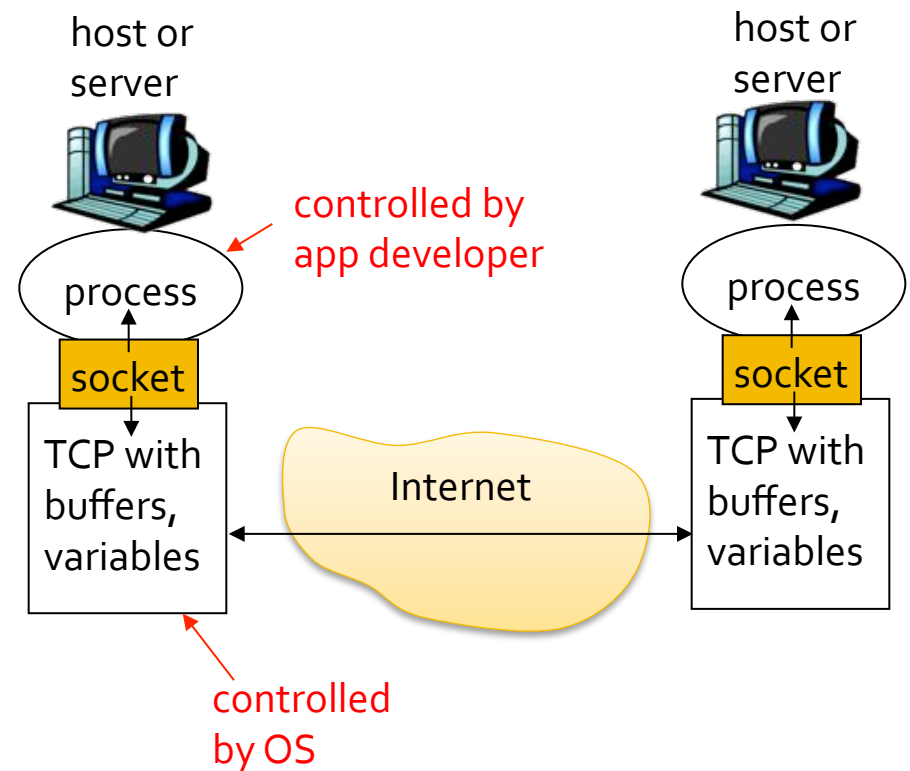 host or
server
host or
server
controlled by
app developer
process
process
socket
socket
TCP with
buffers,
variables
Internet
TCP with
buffers,
variables
controlled
by OS